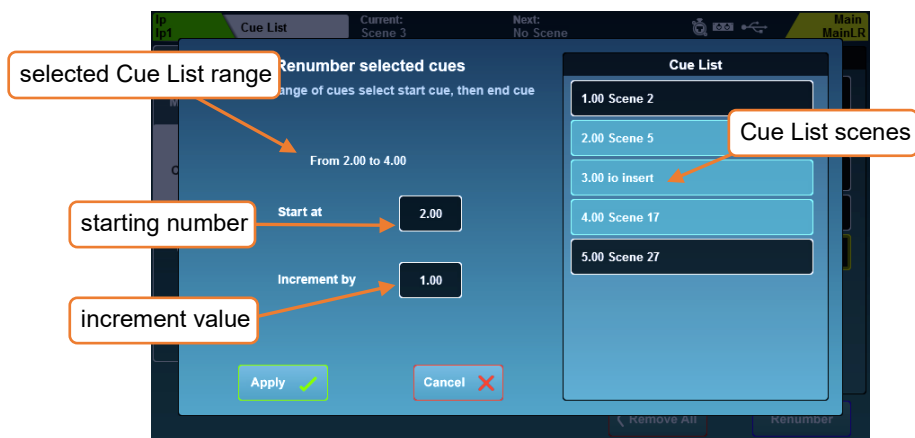 Ip
Ip1
Cue List
Current:
Scene 3
Next:
No Scene
Main
MainLR
selected Cue List range
Renumber selected cues
ange of cues select start cue, then end cue
From 2.00 to 4.00
starting number
Start at
2.00
increment value
Increment by
1.00
Apply
Cancel
Cue List
1.00 Scene 2
2.00 Scene 5
Cue List scenes
3.00 io insert
4.00 Scene 17
5.00 Scene 27
Remove All
Renumber